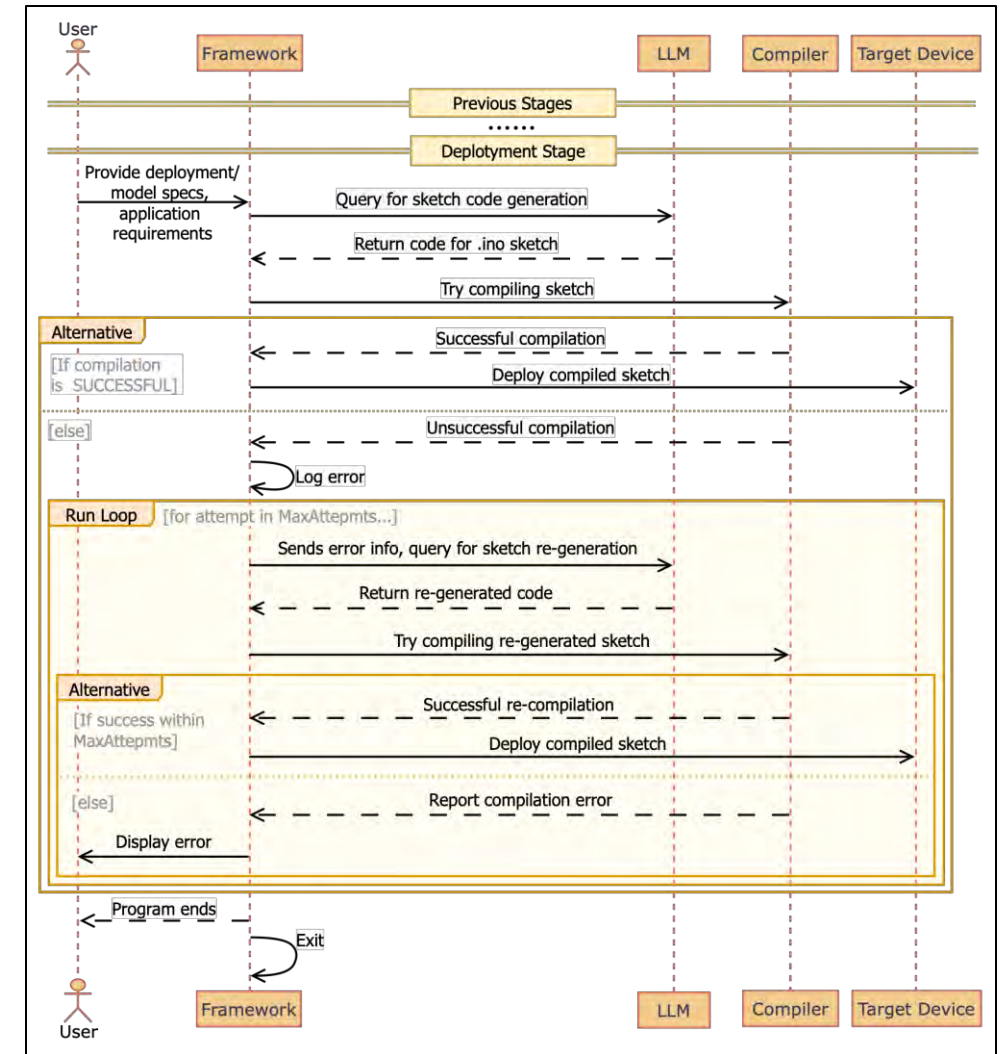 User
Framework
LLM
Compiler
Target Device
Previous Stages
......
Deplotyment Stage
Provide deployment/
model specs,
application
requirements
Query for sketch code generation
Return code for .ino sketch
Try compiling sketch
Alternative
Successful compilation
[If compilation
is SUCCESSFUL]
Deploy compiled sketch
[else]
Unsuccessful compilation
Log error
Run Loop
[for attempt in MaxAttepmts...]
Sends error info, query for sketch re-generation
Return re-generated code
Try compiling re-generated sketch
Alternative
Successful re-compilation
[If success within
MaxAttepmts]
Deploy compiled sketch
[else]
Report compilation error
Display error
Program ends
Exit
User
Framework
LLM
Compiler
Target Device